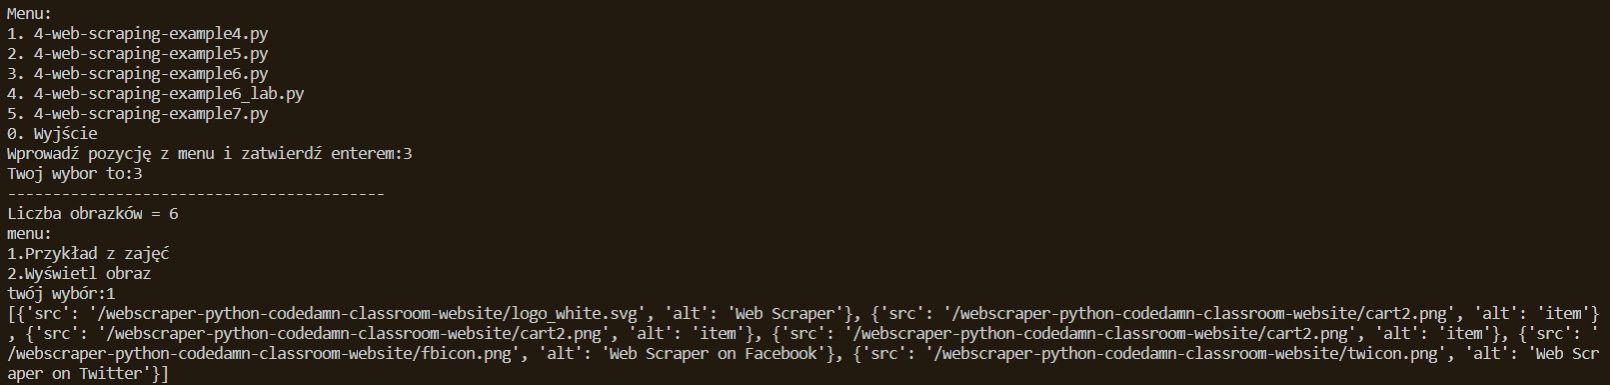 Menu:
1. 4-web-scraping-example4.py
2. 4-web-scraping-example5.py
3. 4-web-scraping-example6.py
4. 4-web-scraping-example6_lab.py
5. 4-web-scraping-example7.py
0. Wyjście
Wprowadź pozycję z menu i zatwierdź enterem:3
Twoj wybor to:3
------------------------------------------
Liczba obrazków = 6
menu:
1.Przykład z zajęć
2.Wyświetl obraz
twój wybór:1
[{'src': '/webscraper-python-codedamn-classroom-website/logo_white.svg', 'alt': 'Web Scraper'}, {'src': '/webscraper-python-codedamn-classroom-website/cart2.png', 'alt': 'item'}
, {'src': '/webscraper-python-codedamn-classroom-website/cart2.png', 'alt': 'item'}, {'src': '/webscraper-python-codedamn-classroom-website/cart2.png', 'alt': 'item'}, {'src': '
/webscraper-python-codedamn-classroom-website/fbicon.png', 'alt': 'Web Scraper on Facebook'}, {'src': '/webscraper-python-codedamn-classroom-website/twicon.png', 'alt': 'Web Scr
aper on Twitter'}]